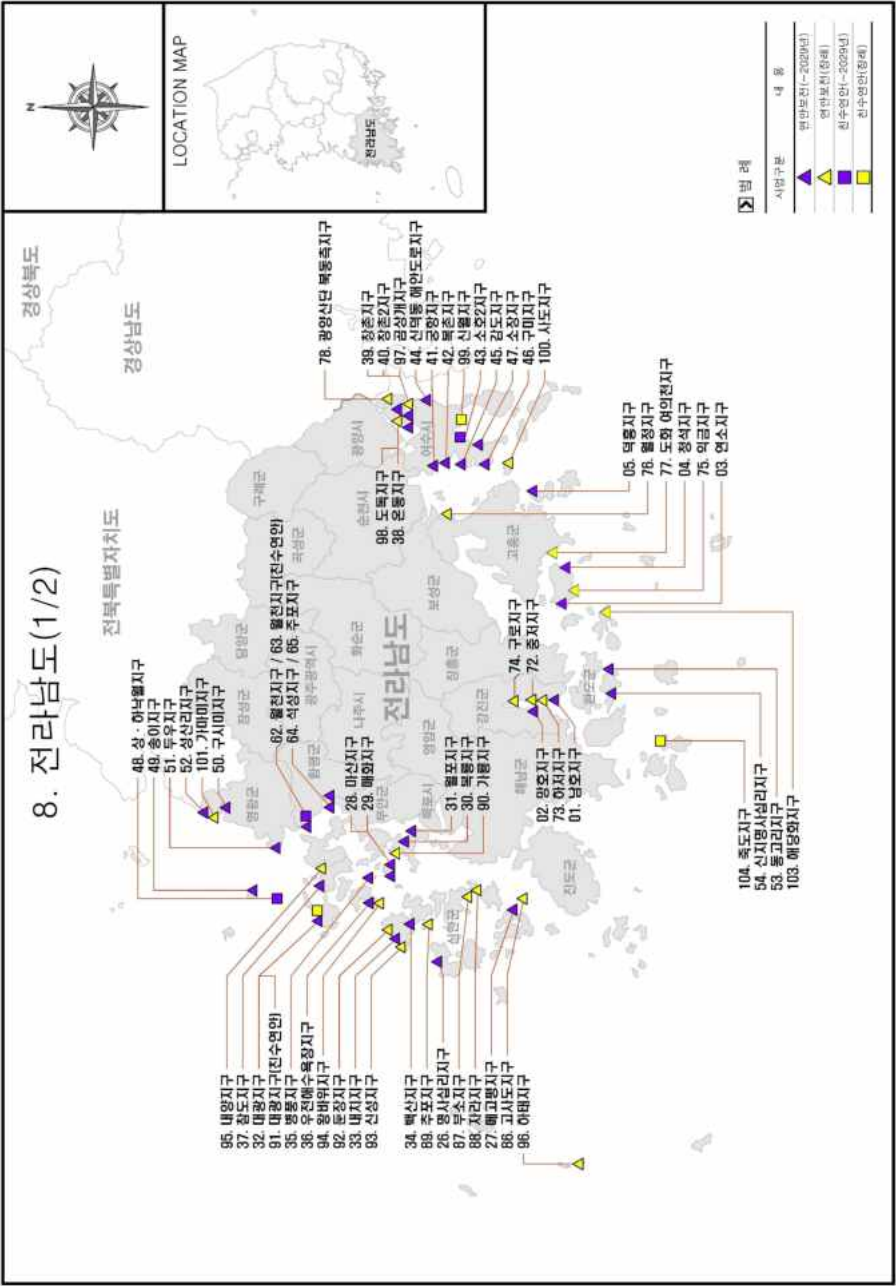 8. 전라남도(1/2)
N
LOCATION MAP
전라남도
경상북도
경상남도
전북특별자치도
48. 상·하낙월지구
49. 송이지구
51. 두우지구
52. 성산리지구
101. 가마미지구
50. 구시미지구
62. 월천지구 / 63. 월천지구(친수연안)
64. 석성지구 / 65. 주포지구
28. 마산지구
29. 매화지구
31. 월포지구
30. 복룡지구
90. 가룡지구
78. 광양산단 북동측지구
39. 장촌지구
40. 장촌2지구
97. 금상개지구
44. 신덕동 해안도로지구
41. 궁항지구
42. 복촌지구
99. 신월지구
43. 소호2지구
45. 감도지구
47. 소장지구
46. 구미지구
100. 사도지구
98. 도독지구
38. 온동지구
05. 덕흥지구
76. 월정지구
77. 도화 여의천지구
04. 정석지구
75. 익금지구
03. 연소지구
74. 구로지구
72. 중저지구
02. 망호지구
73. 하저지구
01. 남호지구
104. 죽도지구
54. 신지명사십리지구
53. 동고리지구
103. 해당화지구
95. 내양지구
37. 참도지구
32. 대광지구
91. 대광지구(친수연안)
35. 병풍지구
36. 우전해수욕장지구
94. 왕바위지구
92. 둔장지구
33. 내치지구
93. 신성지구
34. 백산지구
89. 추포지구
26. 명사십리지구
87. 부소지구
88. 자라지구
27. 매고평지구
86. 고사도지구
96. 하태지구
영광군
장성군
담양군
곡성군
구례군
함평군
광주광역시
나주시
화순군
순천시
광양시
여수시
무안군
목포시
영암군
전라남도
장흥군
보성군
고흥군
강진군
해남군
완도군
진도군
신안군
범 례
사업구분 내 용
연안보전(~2029년)
연안보전(장래)
친수연안(~2029년)
친수연안(장래)